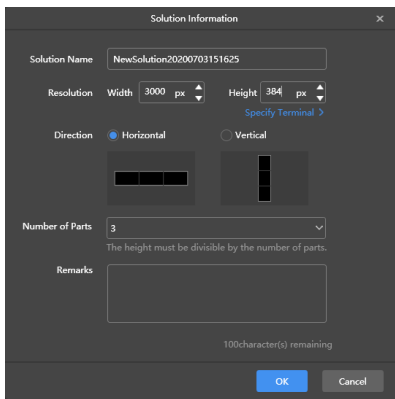 Solution Information
Solution Name NewSolution20200703151625
Resolution Width 3000 px Height 384 px
Specify Terminal >
Direction Horizontal Vertical
Number of Parts 3
The height must be divisible by the number of parts.
Remarks
100character(s) remaining
OK Cancel